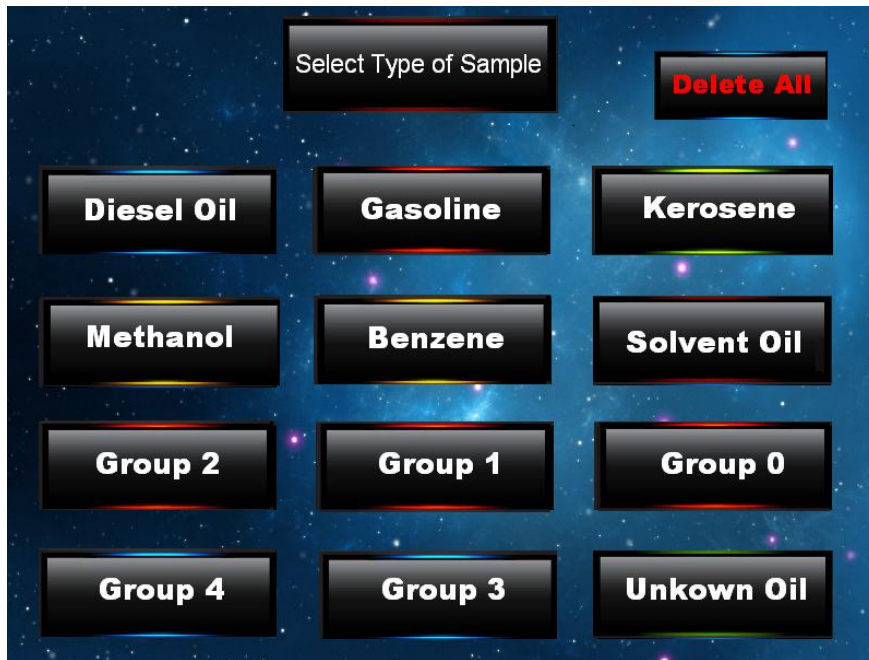 Select Type of Sample
Delete All
Diesel Oil
Gasoline
Kerosene
Methanol
Benzene
Solvent Oil
Group 2
Group 1
Group 0
Group 4
Group 3
Unkown Oil